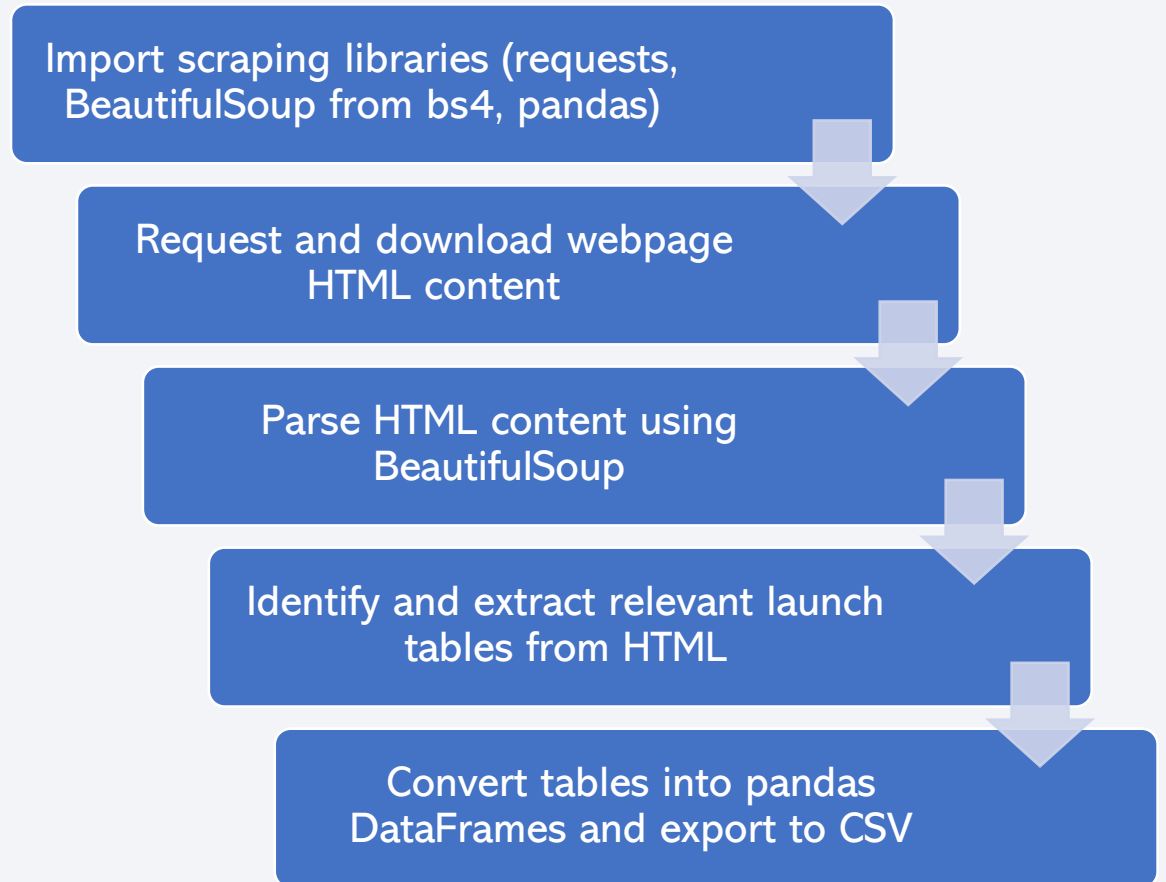 Import scraping libraries (requests,
BeautifulSoup from bs4, pandas)
Request and download webpage
HTML content
Parse HTML content using
BeautifulSoup
Identify and extract relevant launch
tables from HTML
Convert tables into pandas
DataFrames and export to CSV